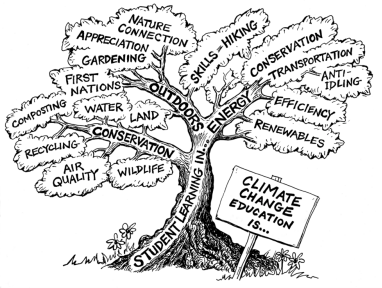 NATURE
CONNECTION
APPRECIATION
GARDENING
FIRST
NATIONS
SKILLS - HIKING
CONSERVATION
TRANSPORTATION
ANTI-
IDLING
EFFICIENCY
RENEWABLES
COMPOSTING
WATER
LAND
RECYCLING
AIR
QUALITY
WILDLIFE
OUTDOORS
ENERGY
CONSERVATION
STUDENT LEARNING IN...
CLIMATE
CHANGE
EDUCATION
IS...